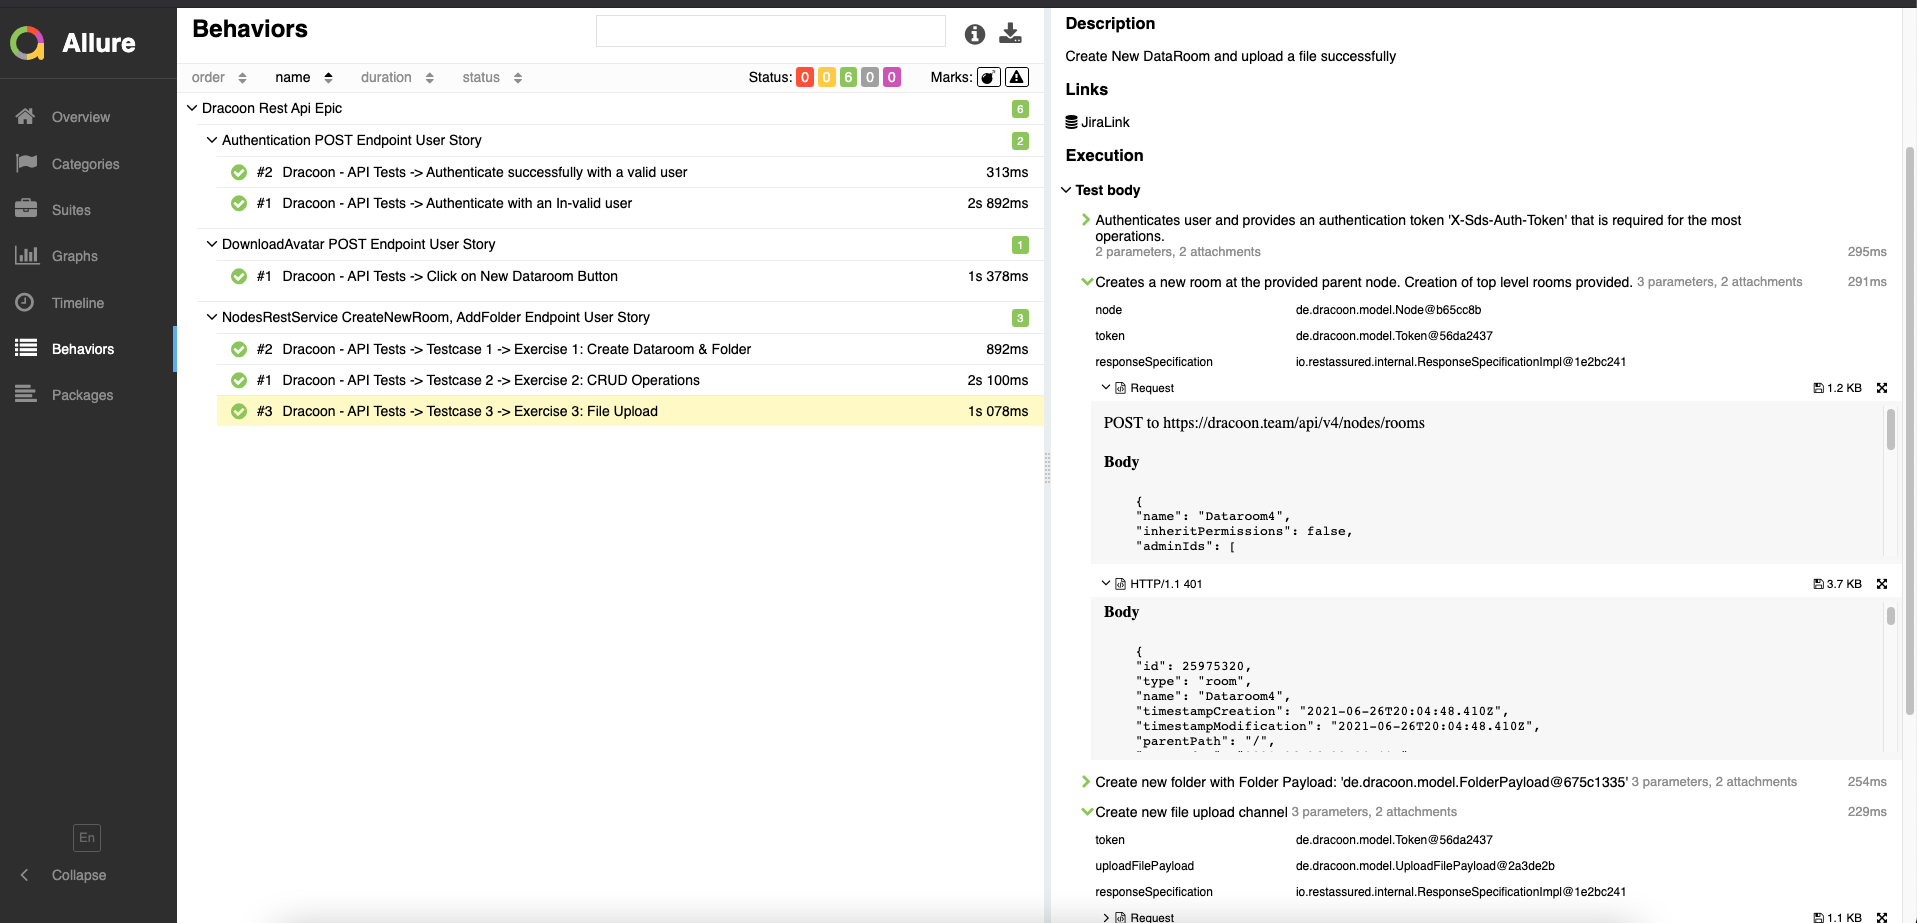 Allure
Overview
Categories
Suites
Graphs
Timeline
Behaviors
Packages
En
Collapse
Behaviors
order name duration status Status: 0 0 6 0 0 Marks:
Dracoon Rest Api Epic 6
Authentication POST Endpoint User Story 2
#2 Dracoon - API Tests -> Authenticate successfully with a valid user 313ms
#1 Dracoon - API Tests -> Authenticate with an In-valid user 2s 892ms
DownloadAvatar POST Endpoint User Story 1
#1 Dracoon - API Tests -> Click on New Dataroom Button 1s 378ms
NodesRestService CreateNewRoom, AddFolder Endpoint User Story 3
#2 Dracoon - API Tests -> Testcase 1 -> Exercise 1: Create Dataroom & Folder 892ms
#1 Dracoon - API Tests -> Testcase 2 -> Exercise 2: CRUD Operations 2s 100ms
#3 Dracoon - API Tests -> Testcase 3 -> Exercise 3: File Upload 1s 078ms
Description
Create New DataRoom and upload a file successfully
Links
JiraLink
Execution
Test body
Authenticates user and provides an authentication token 'X-Sds-Auth-Token' that is required for the most
operations.
2 parameters, 2 attachments 295ms
Creates a new room at the provided parent node. Creation of top level rooms provided. 3 parameters, 2 attachments 291ms
node de.dracoon.model.Node@b65cc8b
token de.dracoon.model.Token@56da2437
responseSpecification io.restassured.internal.ResponseSpecificationImpl@1e2bc241
Request 1.2 KB
POST to https://dracoon.team/api/v4/nodes/rooms
Body
{
"name": "Dataroom4",
"inheritPermissions": false,
"adminIds": [
HTTP/1.1 401 3.7 KB
Body
{
"id": 25975320,
"type": "room",
"name": "Dataroom4",
"timestampCreation": "2021-06-26T20:04:48.410Z",
"timestampModification": "2021-06-26T20:04:48.410Z",
"parentPath": "/",
Create new folder with Folder Payload: 'de.dracoon.model.FolderPayload@675c1335' 3 parameters, 2 attachments 254ms
Create new file upload channel 3 parameters, 2 attachments 229ms
token de.dracoon.model.Token@56da2437
uploadFilePayload de.dracoon.model.UploadFilePayload@2a3de2b
responseSpecification io.restassured.internal.ResponseSpecificationImpl@1e2bc241
Request 1.1 KB